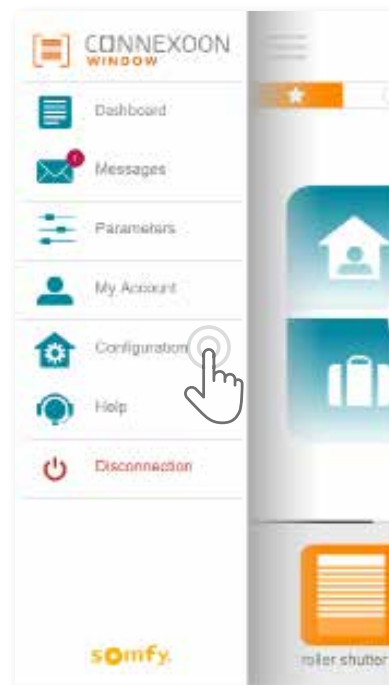 CONNEXOON
WINDOW
Dashboard
Messages
Parameters
My Account
Configuration
Help
Disconnection
somfy.
roller shutter